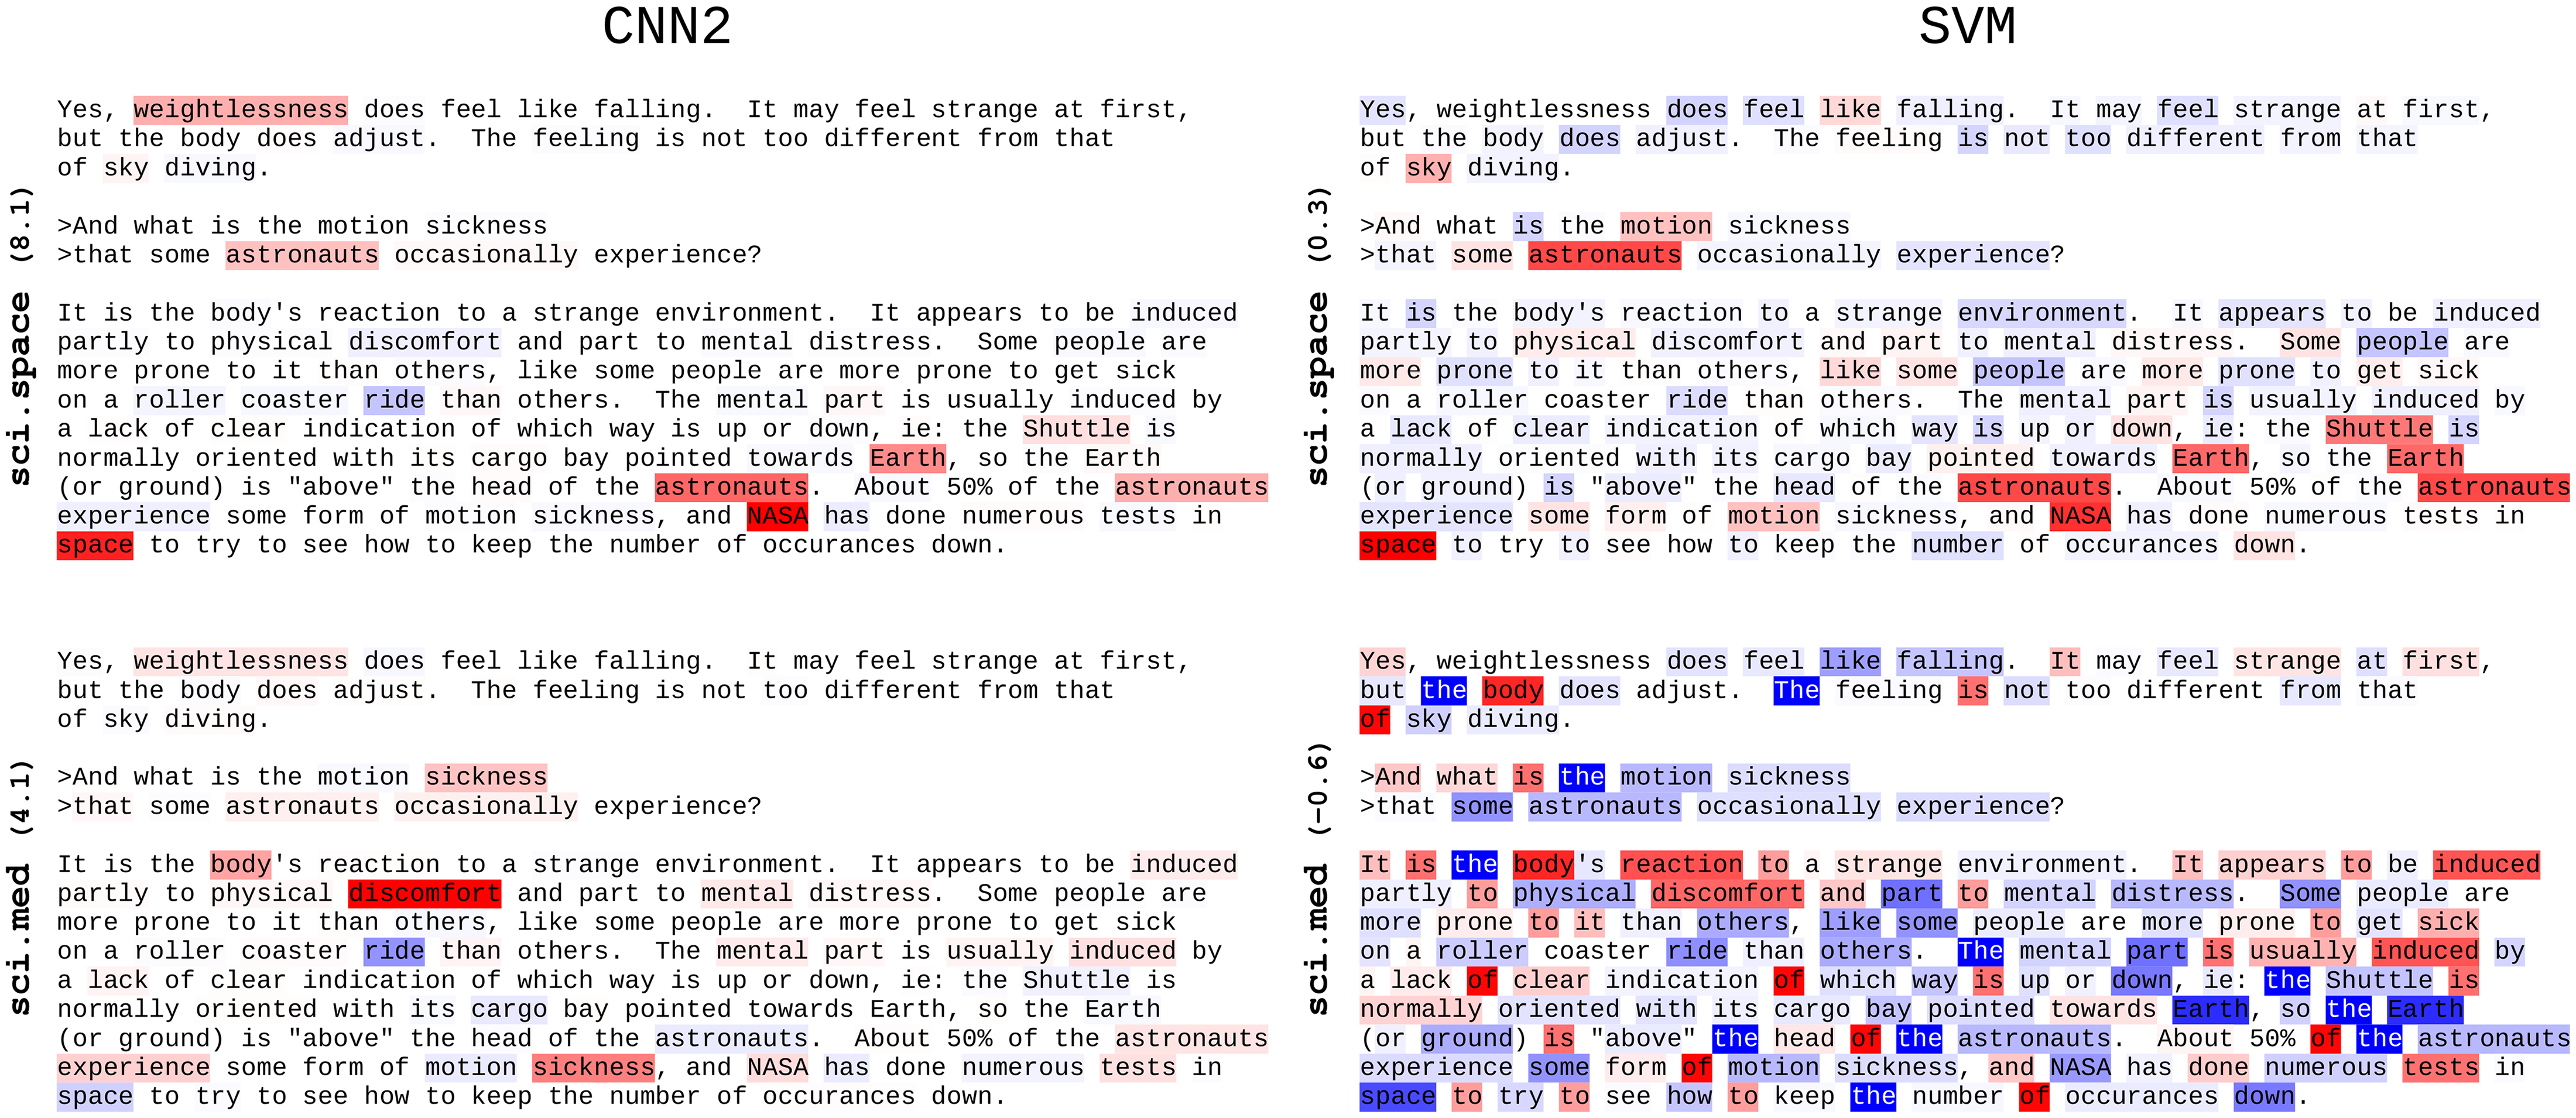 CNN2
SVM
sci.space (8.1)
Yes, weightlessness does feel like falling.  It may feel strange at first,
but the body does adjust.  The feeling is not too different from that
of sky diving.
>And what is the motion sickness
>that some astronauts occasionally experience?
It is the body's reaction to a strange environment.  It appears to be induced
partly to physical discomfort and part to mental distress.  Some people are
more prone to it than others, like some people are more prone to get sick
on a roller coaster ride than others.  The mental part is usually induced by
a lack of clear indication of which way is up or down, ie: the Shuttle is
normally oriented with its cargo bay pointed towards Earth, so the Earth
(or ground) is "above" the head of the astronauts.  About 50% of the astronauts
experience some form of motion sickness, and NASA has done numerous tests in
space to try to see how to keep the number of occurances down.
sci.space (0.3)
Yes, weightlessness does feel like falling.  It may feel strange at first,
but the body does adjust.  The feeling is not too different from that
of sky diving.
>And what is the motion sickness
>that some astronauts occasionally experience?
It is the body's reaction to a strange environment.  It appears to be induced
partly to physical discomfort and part to mental distress.  Some people are
more prone to it than others, like some people are more prone to get sick
on a roller coaster ride than others.  The mental part is usually induced by
a lack of clear indication of which way is up or down, ie: the Shuttle is
normally oriented with its cargo bay pointed towards Earth, so the Earth
(or ground) is "above" the head of the astronauts.  About 50% of the astronauts
experience some form of motion sickness, and NASA has done numerous tests in
space to try to see how to keep the number of occurances down.
sci.med (4.1)
Yes, weightlessness does feel like falling.  It may feel strange at first,
but the body does adjust.  The feeling is not too different from that
of sky diving.
>And what is the motion sickness
>that some astronauts occasionally experience?
It is the body's reaction to a strange environment.  It appears to be induced
partly to physical discomfort and part to mental distress.  Some people are
more prone to it than others, like some people are more prone to get sick
on a roller coaster ride than others.  The mental part is usually induced by
a lack of clear indication of which way is up or down, ie: the Shuttle is
normally oriented with its cargo bay pointed towards Earth, so the Earth
(or ground) is "above" the head of the astronauts.  About 50% of the astronauts
experience some form of motion sickness, and NASA has done numerous tests in
space to try to see how to keep the number of occurances down.
sci.med (−0.6)
Yes, weightlessness does feel like falling.  It may feel strange at first,
but the body does adjust.  The feeling is not too different from that
of sky diving.
>And what is the motion sickness
>that some astronauts occasionally experience?
It is the body's reaction to a strange environment.  It appears to be induced
partly to physical discomfort and part to mental distress.  Some people are
more prone to it than others, like some people are more prone to get sick
on a roller coaster ride than others.  The mental part is usually induced by
a lack of clear indication of which way is up or down, ie: the Shuttle is
normally oriented with its cargo bay pointed towards Earth, so the Earth
(or ground) is "above" the head of the astronauts.  About 50% of the astronauts
experience some form of motion sickness, and NASA has done numerous tests in
space to try to see how to keep the number of occurances down.